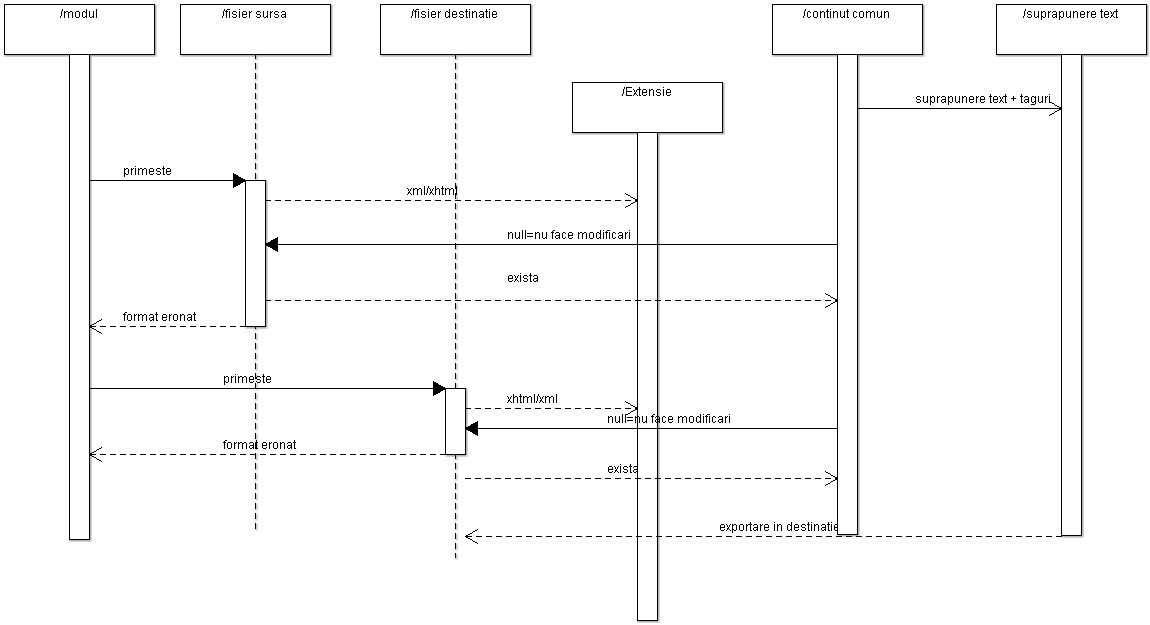 /modul
/fisier sursa
/fisier destinatie
/continut comun
/suprapunere text
/Extensie
suprapunere text + taguri
primeste
xml/xhtml
null=nu face modificari
exista
format eronat
primeste
xhtml/xml
null=nu face modificari
format eronat
exista
exportare in destinatie